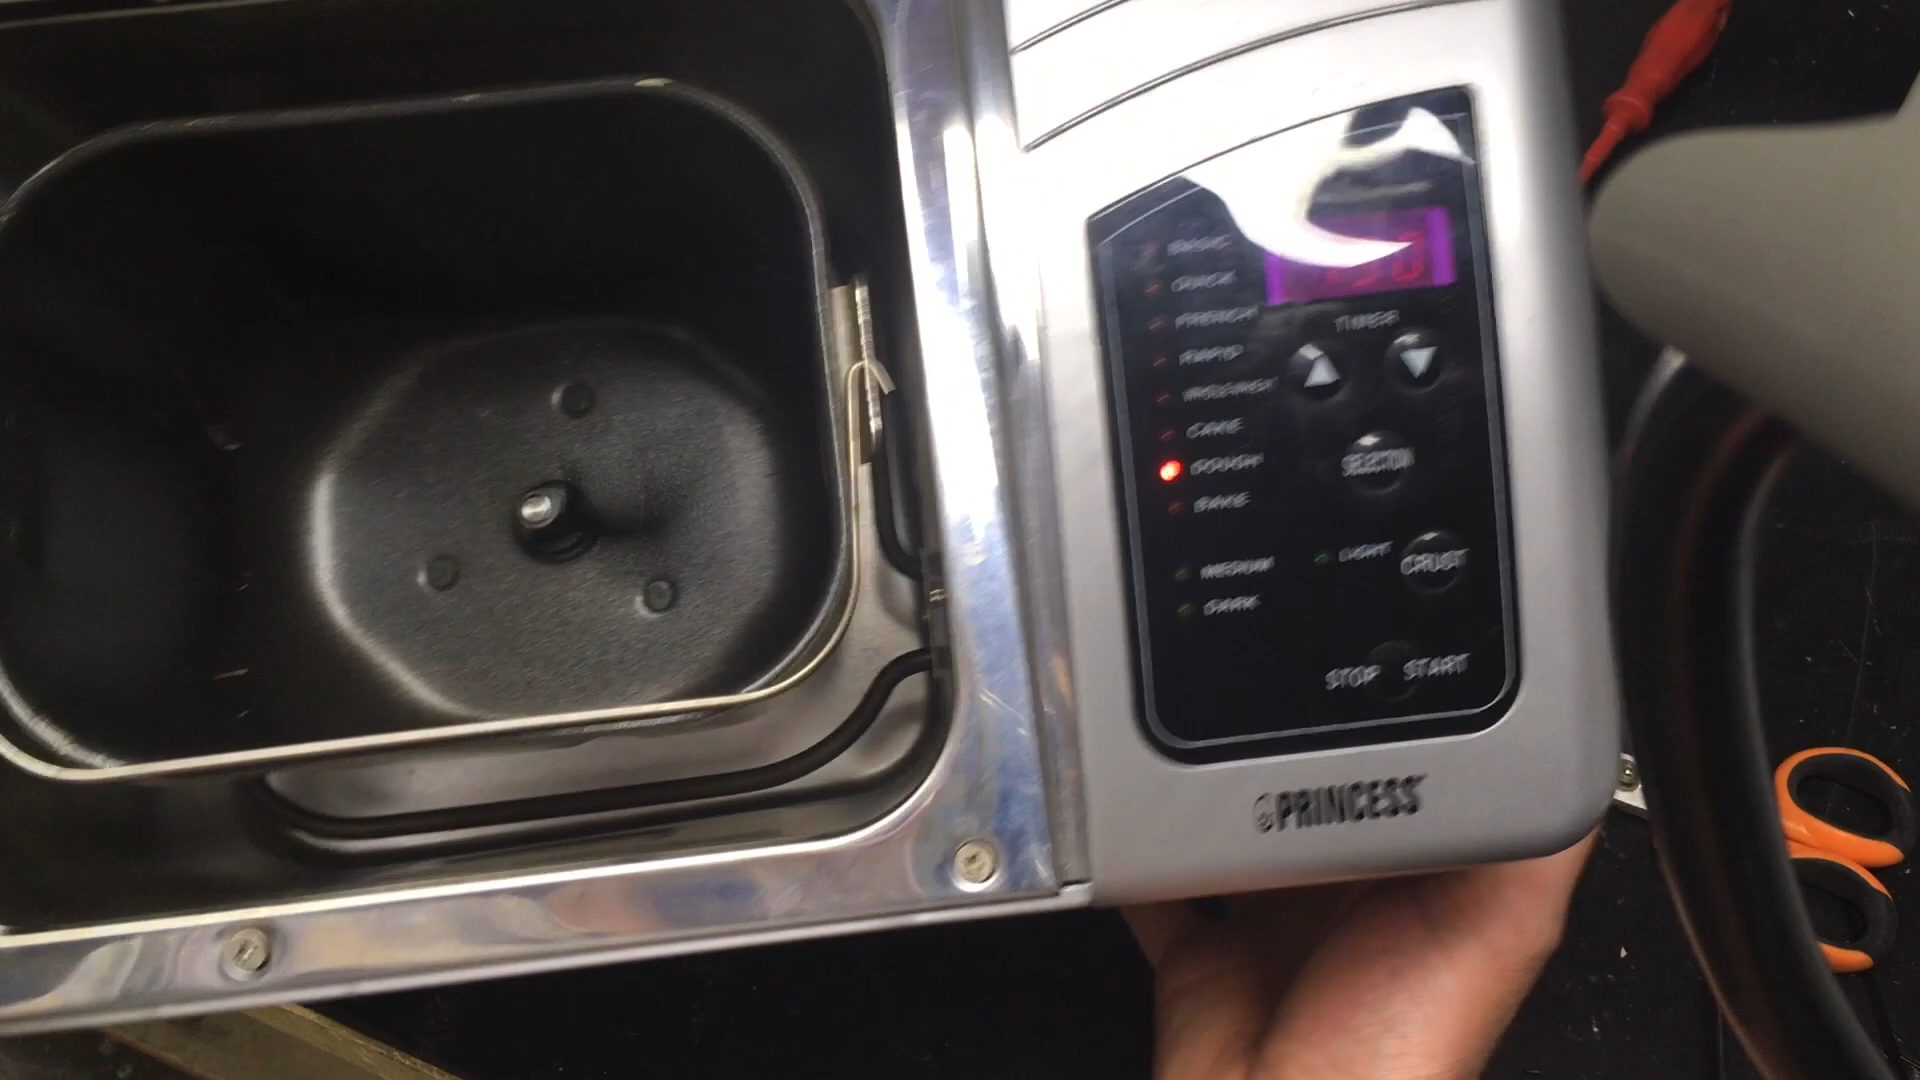 BASIC
QUICK
FRENCH
RAPID
WHOLEWHEAT
CAKE
DOUGH
BAKE
TIMER
SELECTION
MEDIUM
LIGHT
CRUST
DARK
STOP START
PRINCESS